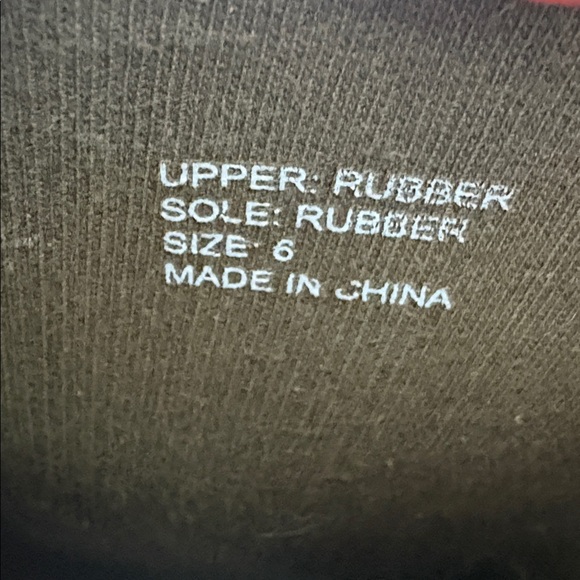 UPPER: RUBBER
SOLE: RUBBER
SIZE: 6
MADE IN CHINA